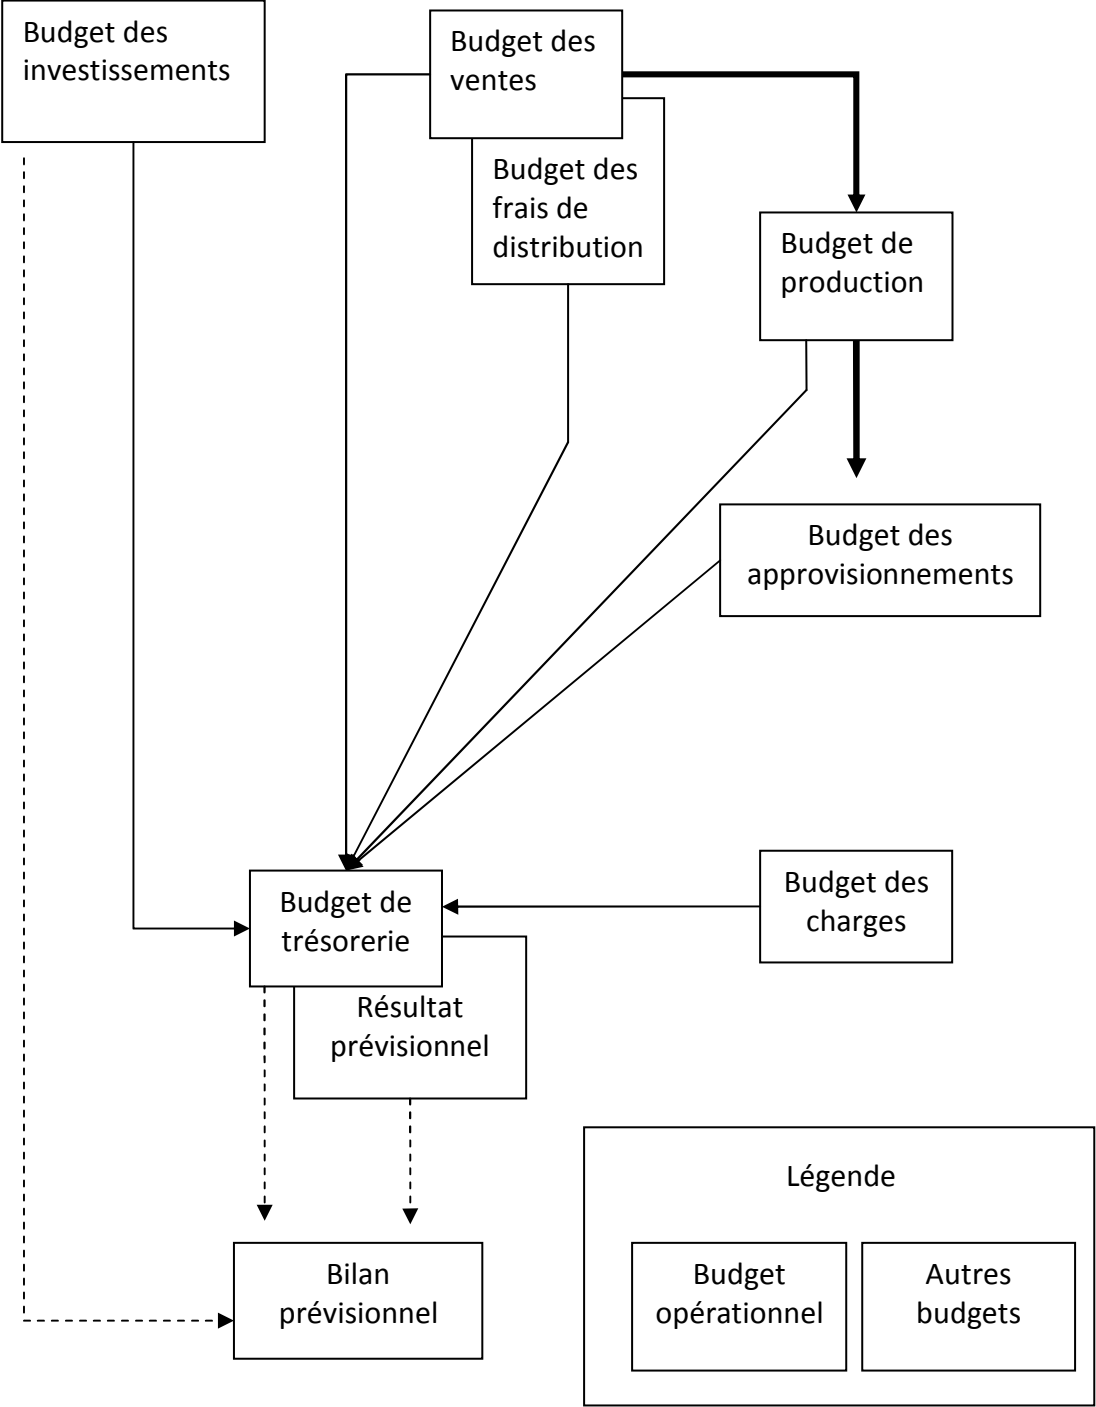 Budget des
investissements
Budget des
ventes
Budget des
frais de
distribution
Budget de
production
Budget des
approvisionnements
Budget de
trésorerie
Budget des
charges
Résultat
prévisionnel
Légende
Bilan
prévisionnel
Budget
opérationnel
Autres
budgets